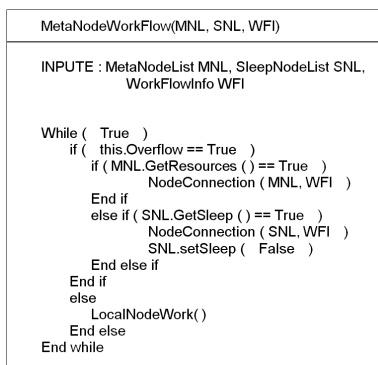 MetaNodeWorkFlow(MNL, SNL, WFI)
INPUTE : MetaNodeList MNL, SleepNodeList SNL,
WorkFlowInfo WFI
While ( True )
if ( this.Overflow == True )
if ( MNL.GetResources ( ) == True )
NodeConnection ( MNL, WFI )
End if
else if ( SNL.GetSleep ( ) == True )
NodeConnection ( SNL, WFI )
SNL.setSleep ( False )
End else if
End if
else
LocalNodeWork( )
End else
End while